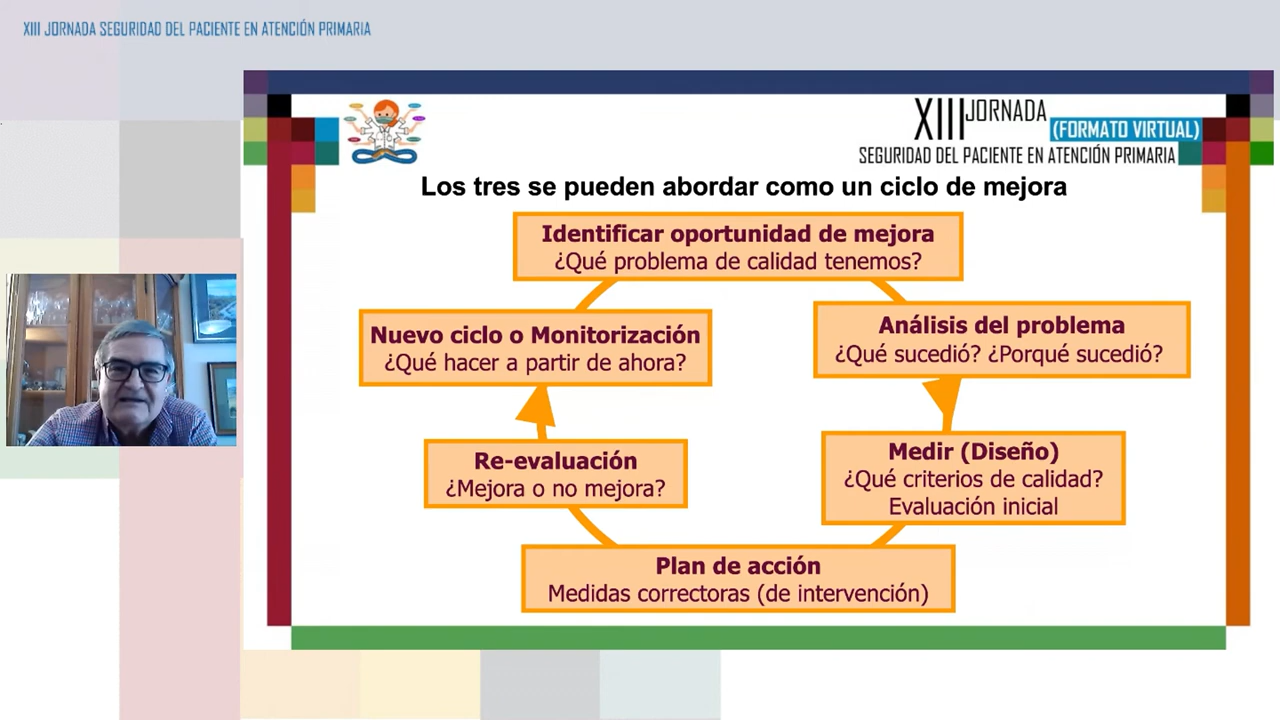 XIII JORNADA SEGURIDAD DEL PACIENTE EN ATENCIÓN PRIMARIA
XIII JORNADA
(FORMATO VIRTUAL)
SEGURIDAD DEL PACIENTE EN ATENCIÓN PRIMARIA
Los tres se pueden abordar como un ciclo de mejora
Identificar oportunidad de mejora
¿Qué problema de calidad tenemos?
Nuevo ciclo o Monitorización
¿Qué hacer a partir de ahora?
Análisis del problema
¿Qué sucedió? ¿Porqué sucedió?
Re-evaluación
¿Mejora o no mejora?
Medir (Diseño)
¿Qué criterios de calidad?
Evaluación inicial
Plan de acción
Medidas correctoras (de intervención)